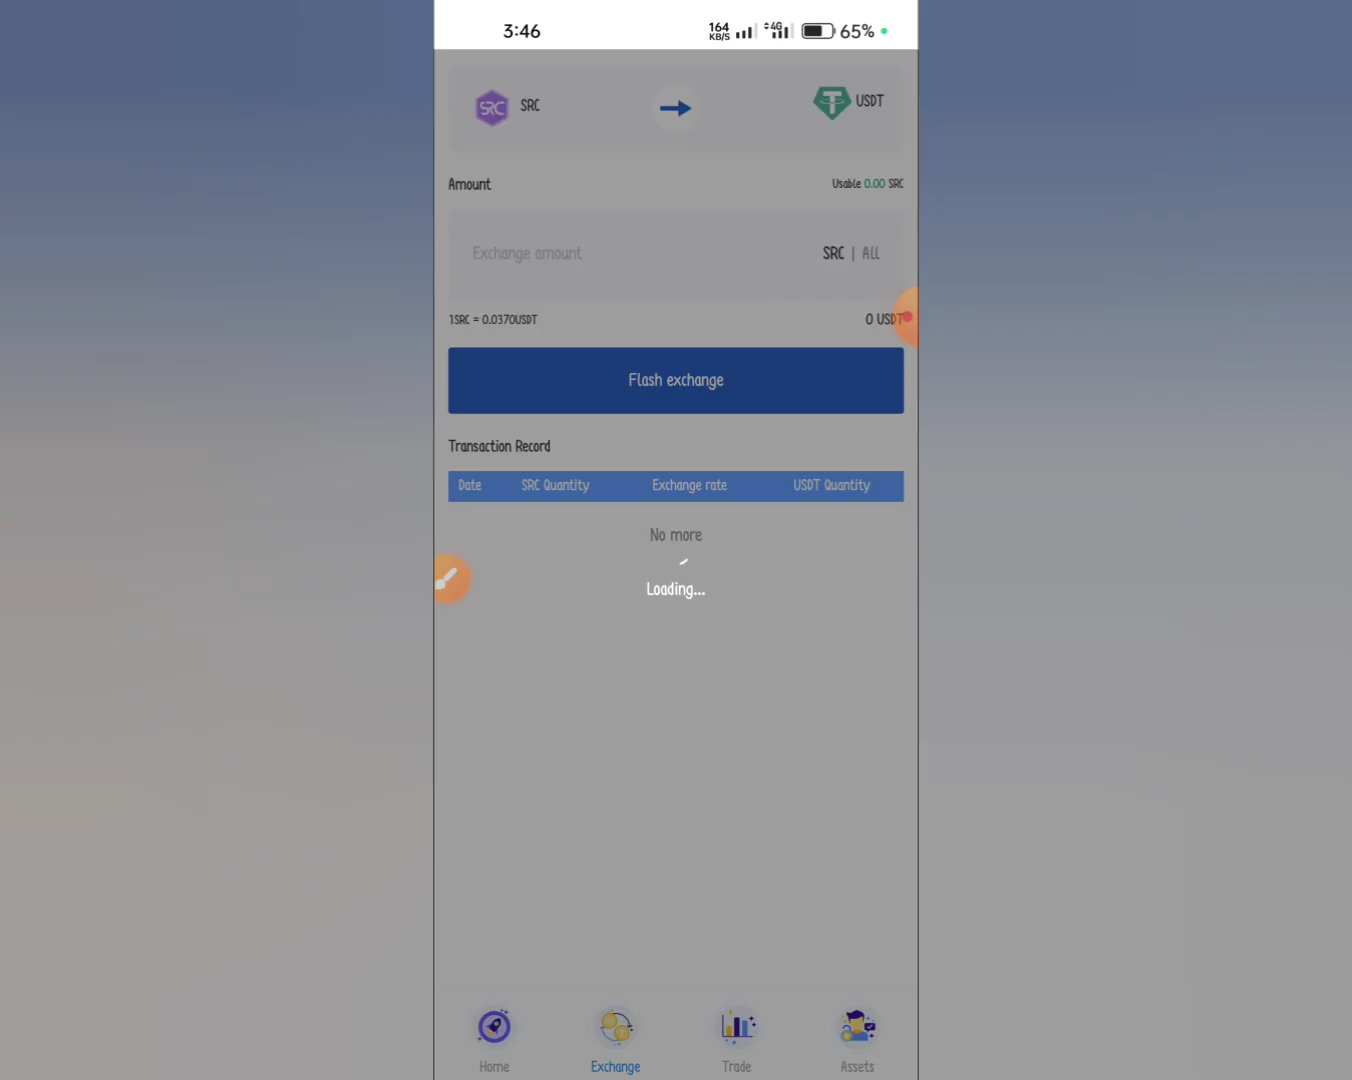 3:46
164 KB/S 4G 65%
SRC SRC
USDT
Amount
Usable 0.00 SRC
Exchange amount
SRC | ALL
1SRC = 0.0370USDT
0 USDT
Flash exchange
Transaction Record
Date SRC Quantity Exchange rate USDT Quantity
No more
Loading...
Home Exchange Trade Assets